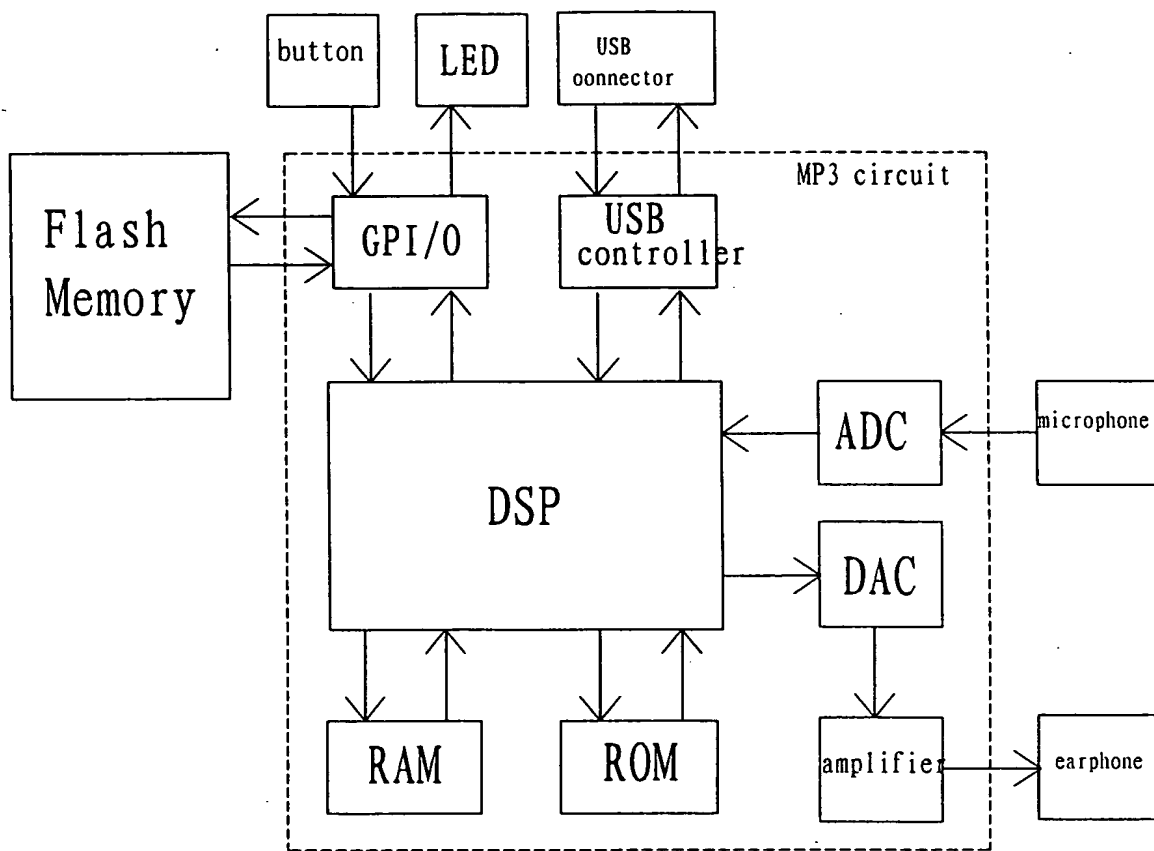 button
LED
USB
oonnector
MP3 circuit
Flash
Memory
GPI/O
USB
controller
DSP
ADC
microphone
DAC
RAM
ROM
amplifier
earphone